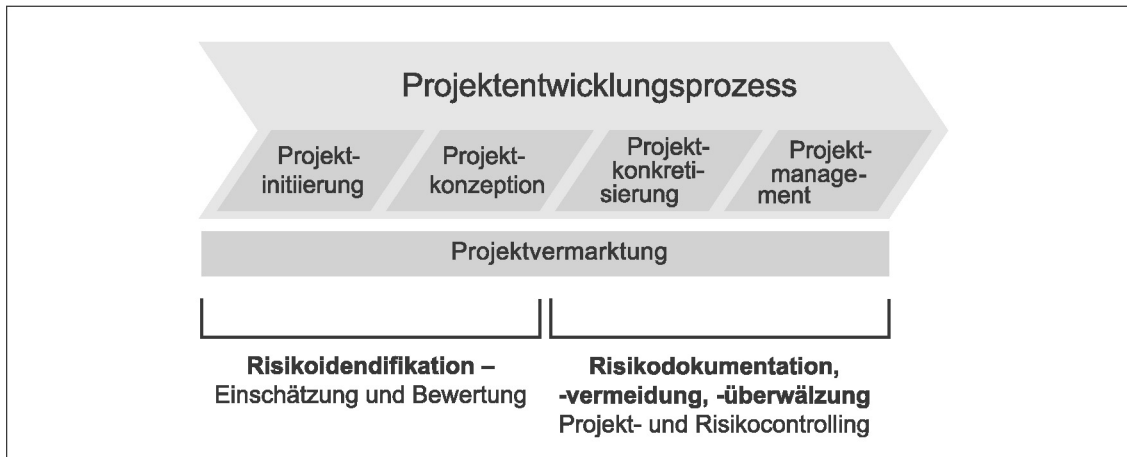 Projektentwicklungsprozess
Projekt-
initiierung
Projekt-
konzeption
Projekt-
konkreti-
sierung
Projekt-
manage-
ment
Projektvermarktung
Risikoidendifikation –
Einschätzung und Bewertung
Risikodokumentation,
-vermeidung, -überwälzung
Projekt- und Risikocontrolling